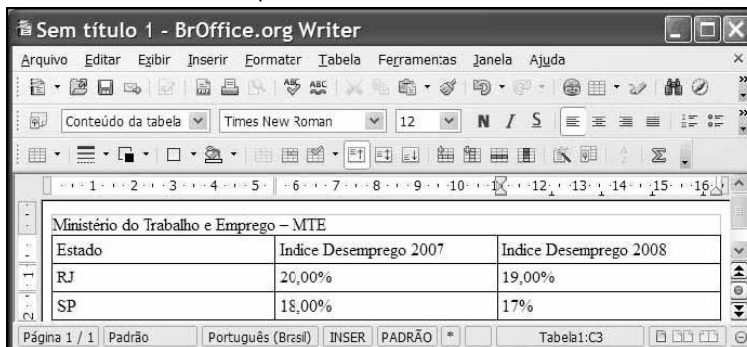 Sem título 1 - BrOffice.org Writer
Arquivo Editar Exibir Inserir Formatar Tabela Ferramentas Janela Ajuda
Conteúdo da tabela Times New Roman 12 N I S
1 2 3 4 5 6 7 8 9 10 12 13 14 15 16
Ministério do Trabalho e Emprego – MTE
Estado Indice Desemprego 2007 Indice Desemprego 2008
RJ 20,00% 19,00%
SP 18,00% 17%
Página 1 / 1 Padrão Português (Brasil) INSER PADRÃO * Tabela1:C3